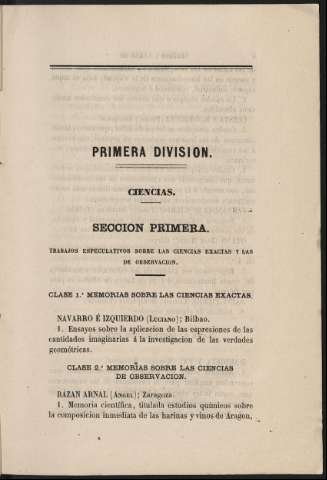 PRIMERA DIVISION.
CIENCIAS.
SECCION PRIMERA.
TRABAJOS ESPECULATIVOS SOBRE LAS CIENCIAS EXACTAS Y LAS
DE OBSERVACION.
CLASE 1.ª MEMORIAS SOBRE LAS CIENCIAS EXACTAS.
NAVARRO É IZQUIERDO (LUCIANO): Bilbao.
1. Ensayos sobre la aplicacion de las espresiones de las
cantidades imaginarias á la investigacion de las verdades
geométricas.
CLASE 2.ª MEMORIAS SOBRE LAS CIENCIAS
DE OBSERVACION.
BAZAN ARNAL (ANGEL): Zaragoza.
1. Memoria científica, titulada estudios químicos sobre
la composicion inmediata de las harinas y vinos de Aragon,